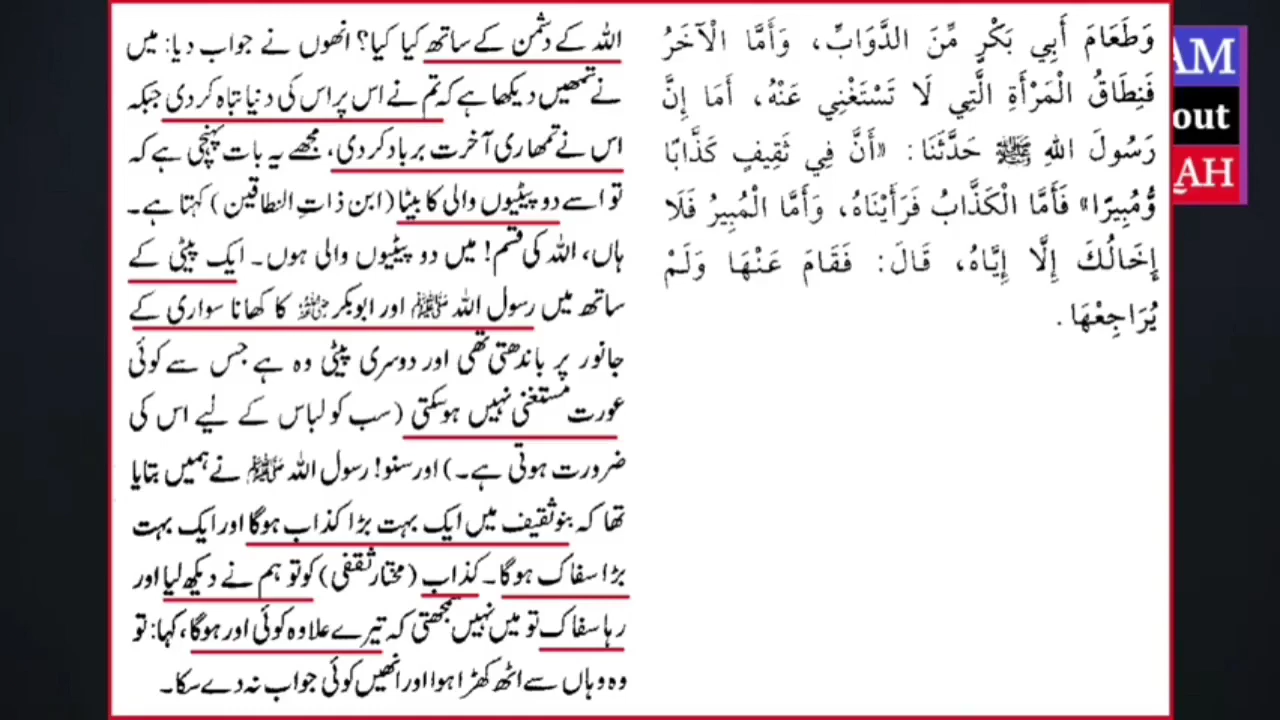 وَطَعَامَ أَبِي بَكْرٍ مِّنَ الدَّوَابِّ، وَأَمَّا الْآخَرُ
فَنِطَاقُ الْمَرْأَةِ الَّتِي لَا تَسْتَغْنِي عَنْهُ، أَمَا إِنَّ
رَسُولَ اللهِ ﷺ حَدَّثَنَا: «أَنَّ فِي ثَقِيفٍ كَذَّابًا
وَّمُبِيرًا» فَأَمَّا الْكَذَّابُ فَرَأَيْنَاهُ، وَأَمَّا الْمُبِيرُ فَلَا
إِخَالُكَ إِلَّا إِيَّاهُ، قَالَ: فَقَامَ عَنْهَا وَلَمْ
يُرَاجِعْهَا.
اللہ کے دشمن کے ساتھ کیا کیا؟ انھوں نے جواب دیا: میں
نے تمھیں دیکھا ہے کہ تم نے اس پر اس کی دنیا تباہ کر دی جبکہ
اس نے تمھاری آخرت برباد کر دی، مجھے یہ بات پہنچی ہے کہ
تو اسے دو پیٹیوں والی کا بیٹا (ابن ذات النطاقین) کہتا ہے۔
ہاں، اللہ کی قسم! میں دو پیٹیوں والی ہوں۔ ایک پیٹی کے
ساتھ میں رسول اللہ ﷺ اور ابوبکر رضی اللہ عنہ کا کھانا سواری کے
جانور پر باندھتی تھی اور دوسری پیٹی وہ ہے جس سے کوئی
عورت مستغنی نہیں ہو سکتی (سب کو لباس کے لیے اس کی
ضرورت ہوتی ہے۔) اور سنو! رسول اللہ ﷺ نے ہمیں بتایا
تھا کہ بنو ثقیف میں ایک بہت بڑا کذاب ہوگا اور ایک بہت
بڑا سفاک ہوگا۔ کذاب (مختار ثقفی) کو تو ہم نے دیکھ لیا اور
رہا سفاک تو میں نہیں سمجھتی کہ تیرے علاوہ کوئی اور ہوگا، کہا: تو
وہ وہاں سے اٹھ کھڑا ہوا اور انھیں کوئی جواب نہ دے سکا۔
AM
out
LAH